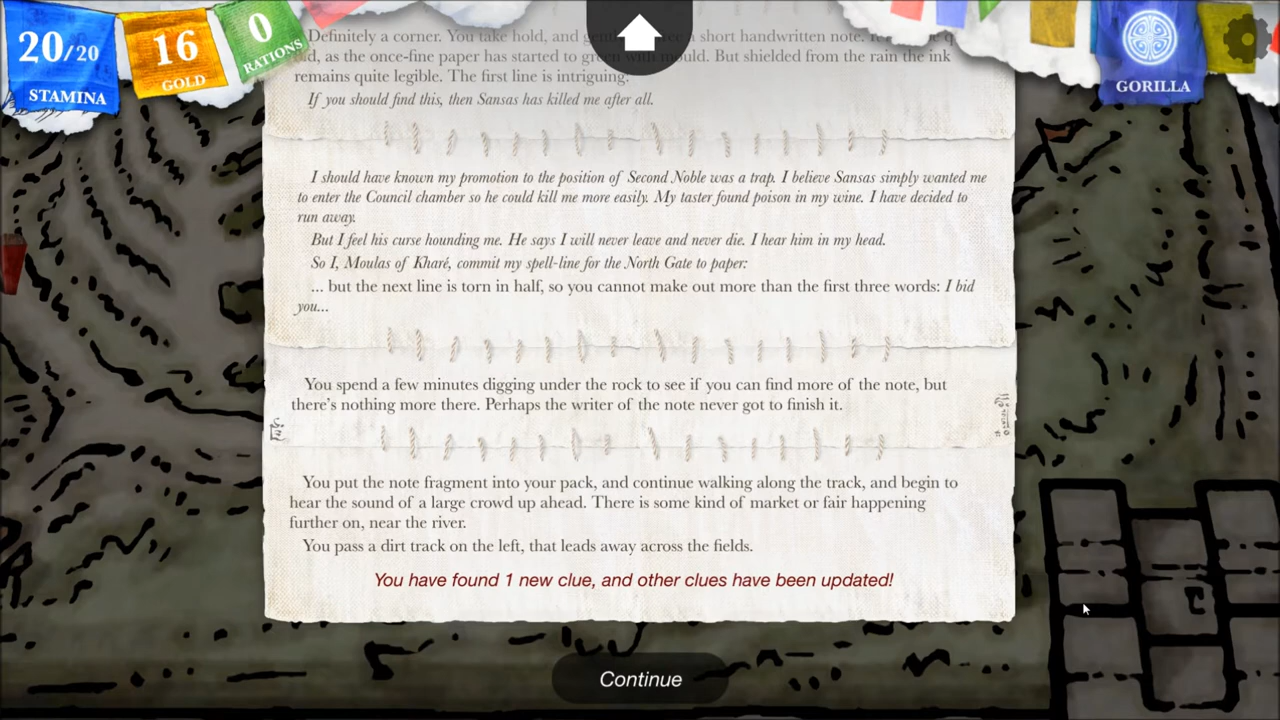 20/20
STAMINA
16
GOLD
0
RATIONS
GORILLA
Definitely a corner. You take hold, and a short handwritten note.
as the once-fine paper has started to green with mould. But shielded from the rain the ink
remains quite legible. The first line is intriguing.
If you should find this, then Sansas has killed me after all.
I should have known my promotion to the position of Second Noble was a trap. I believe Sansas simply wanted me
to enter the Council chamber so he could kill me more easily. My taster found poison in my wine. I have decided to
run away.
But I feel his curse hounding me. He says I will never leave and never die. I hear him in my head.
So I, Moulas of Kharé, commit my spell-line for the North Gate to paper:
... but the next line is torn in half, so you cannot make out more than the first three words: I bid
you...
You spend a few minutes digging under the rock to see if you can find more of the note, but
there's nothing more there. Perhaps the writer of the note never got to finish it.
You put the note fragment into your pack, and continue walking along the track, and begin to
hear the sound of a large crowd up ahead. There is some kind of market or fair happening
further on, near the river.
You pass a dirt track on the left, that leads away across the fields.
You have found 1 new clue, and other clues have been updated!
Continue